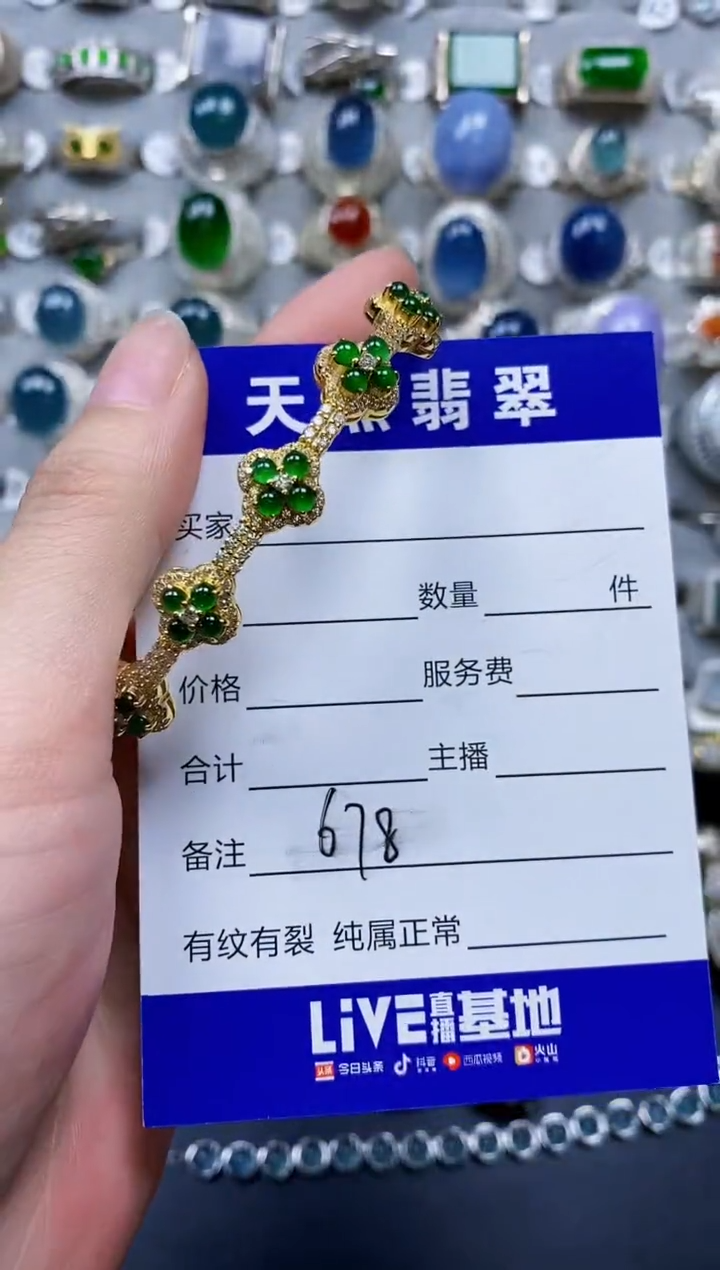 天然翡翠
买家
数量 件
价格 服务费
合计 主播
备注 678
有纹有裂 纯属正常
LiVE直播基地
头条 今日头条 抖音 西瓜视频 火山